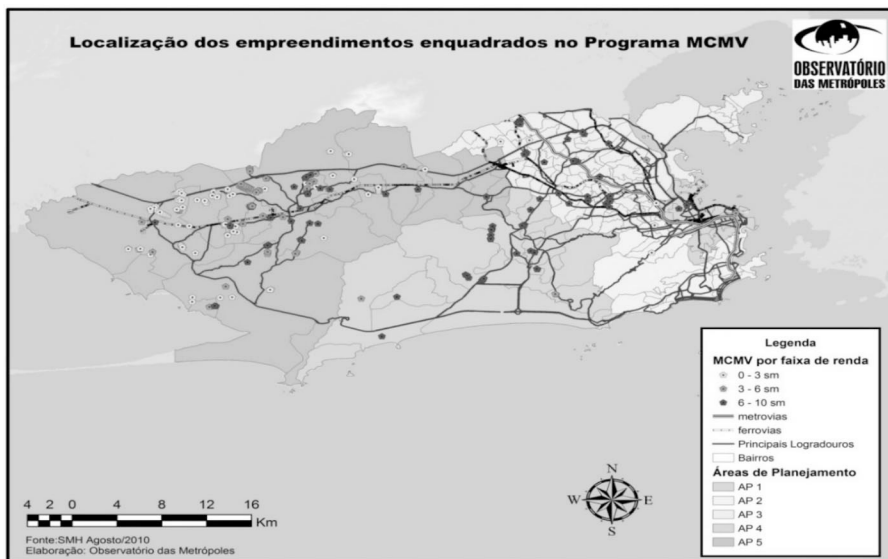 Localização dos empreendimentos enquadrados no Programa MCMV
OBSERVATÓRIO
DAS METRÓPOLES
Legenda
MCMV por faixa de renda
0 - 3 sm
3 - 6 sm
6 - 10 sm
metrovias
ferrovias
Principais Logradouros
Bairros
Áreas de Planejamento
AP 1
AP 2
AP 3
AP 4
AP 5
N
W E
S
4 2 0 4 8 12 16
Km
Fonte:SMH Agosto/2010
Elaboração: Observatório das Metrópoles